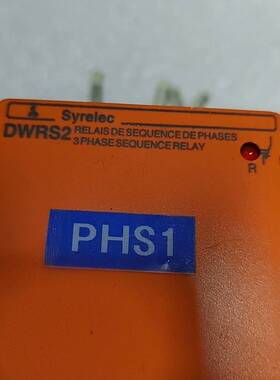 Syrelec
DWRS2 RELAIS DE SEQUENCE DE PHASES
3 PHASE SEQUENCE RELAY
R
PHS1